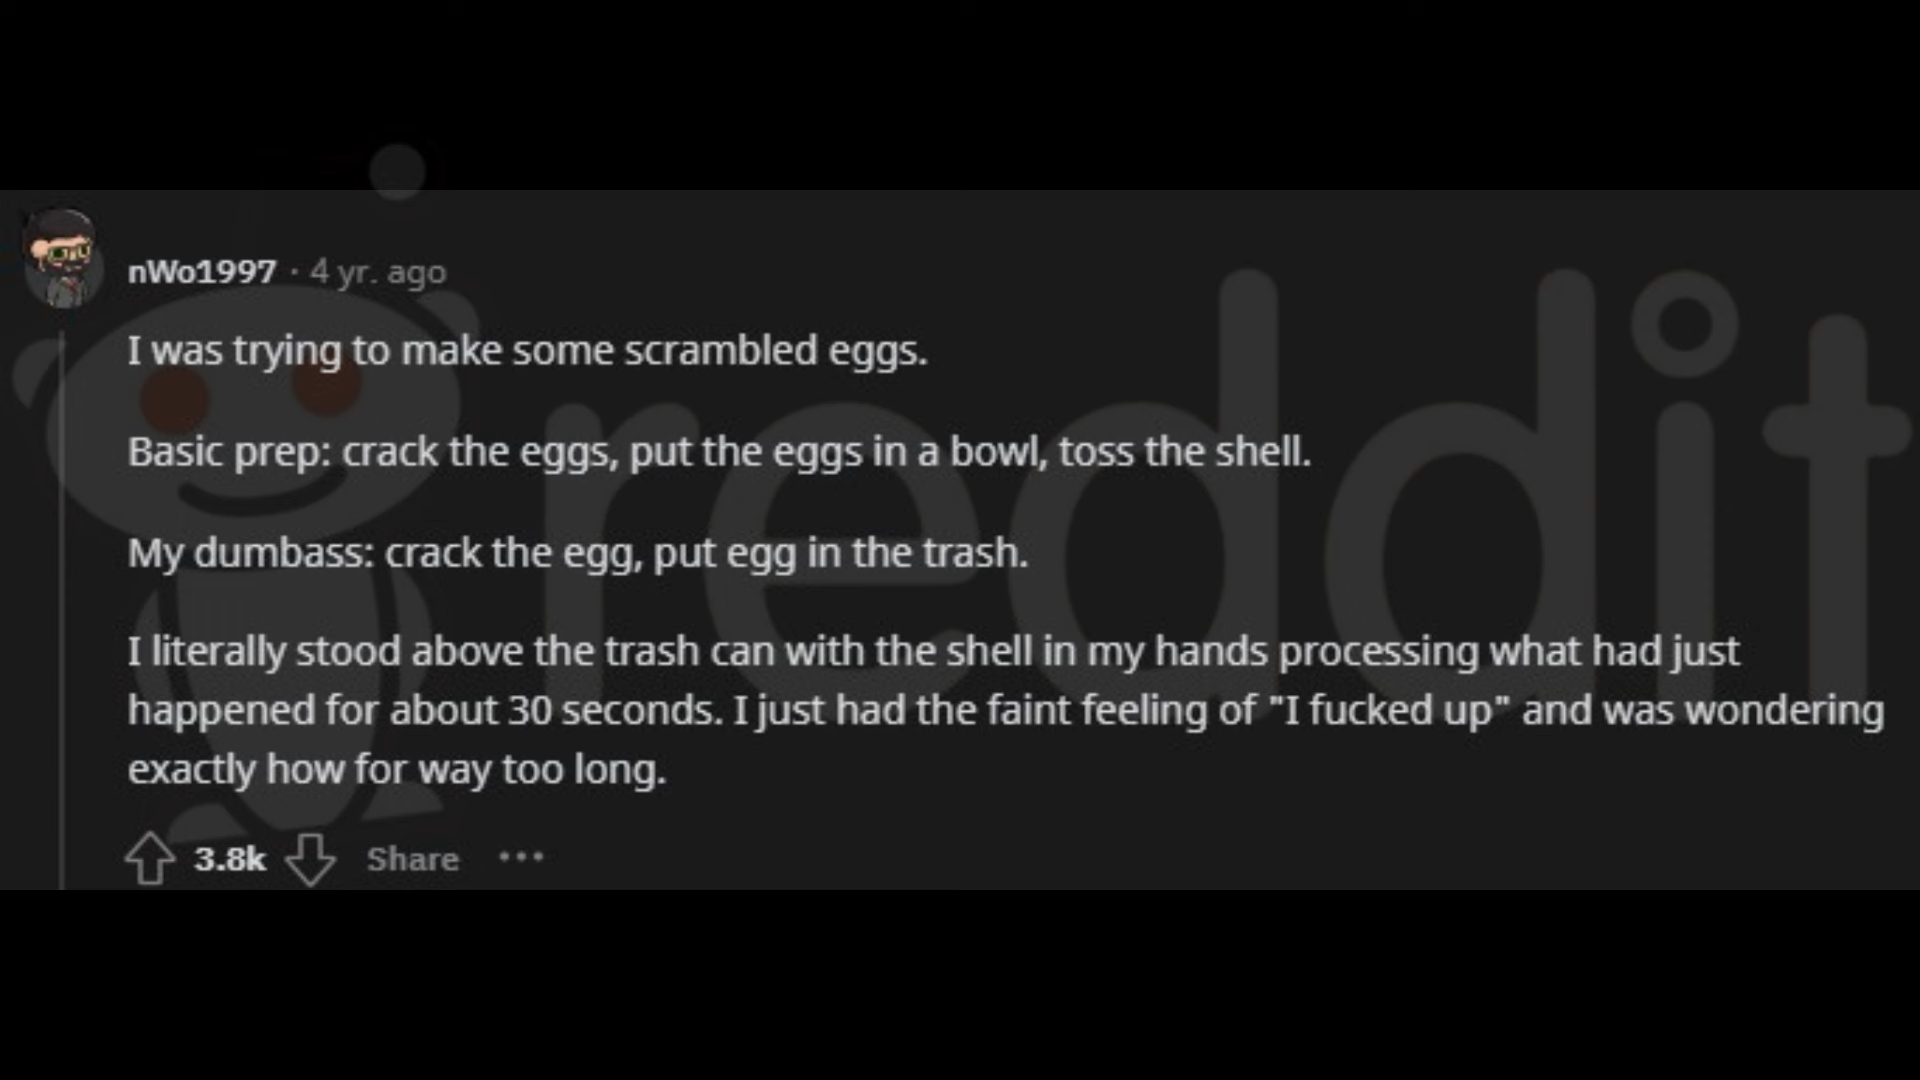 nWo1997 · 4 yr. ago
I was trying to make some scrambled eggs.
Basic prep: crack the eggs, put the eggs in a bowl, toss the shell.
My dumbass: crack the egg, put egg in the trash.
I literally stood above the trash can with the shell in my hands processing what had just
happened for about 30 seconds. I just had the faint feeling of "I fucked up" and was wondering
exactly how for way too long.
3.8k Share ···
reddit